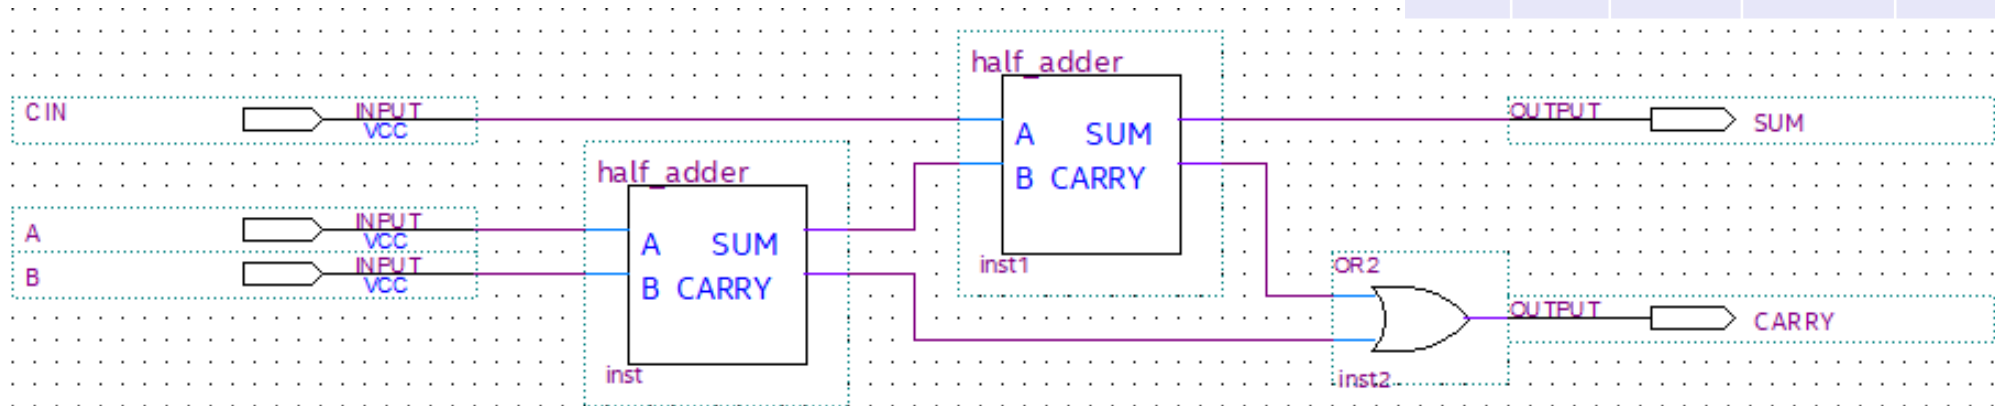 half_adder
CIN INPUT VCC
A SUM
B CARRY
inst1
OUTPUT SUM
half_adder
A INPUT VCC
B INPUT VCC
A SUM
B CARRY
inst
OR2
inst2
OUTPUT CARRY